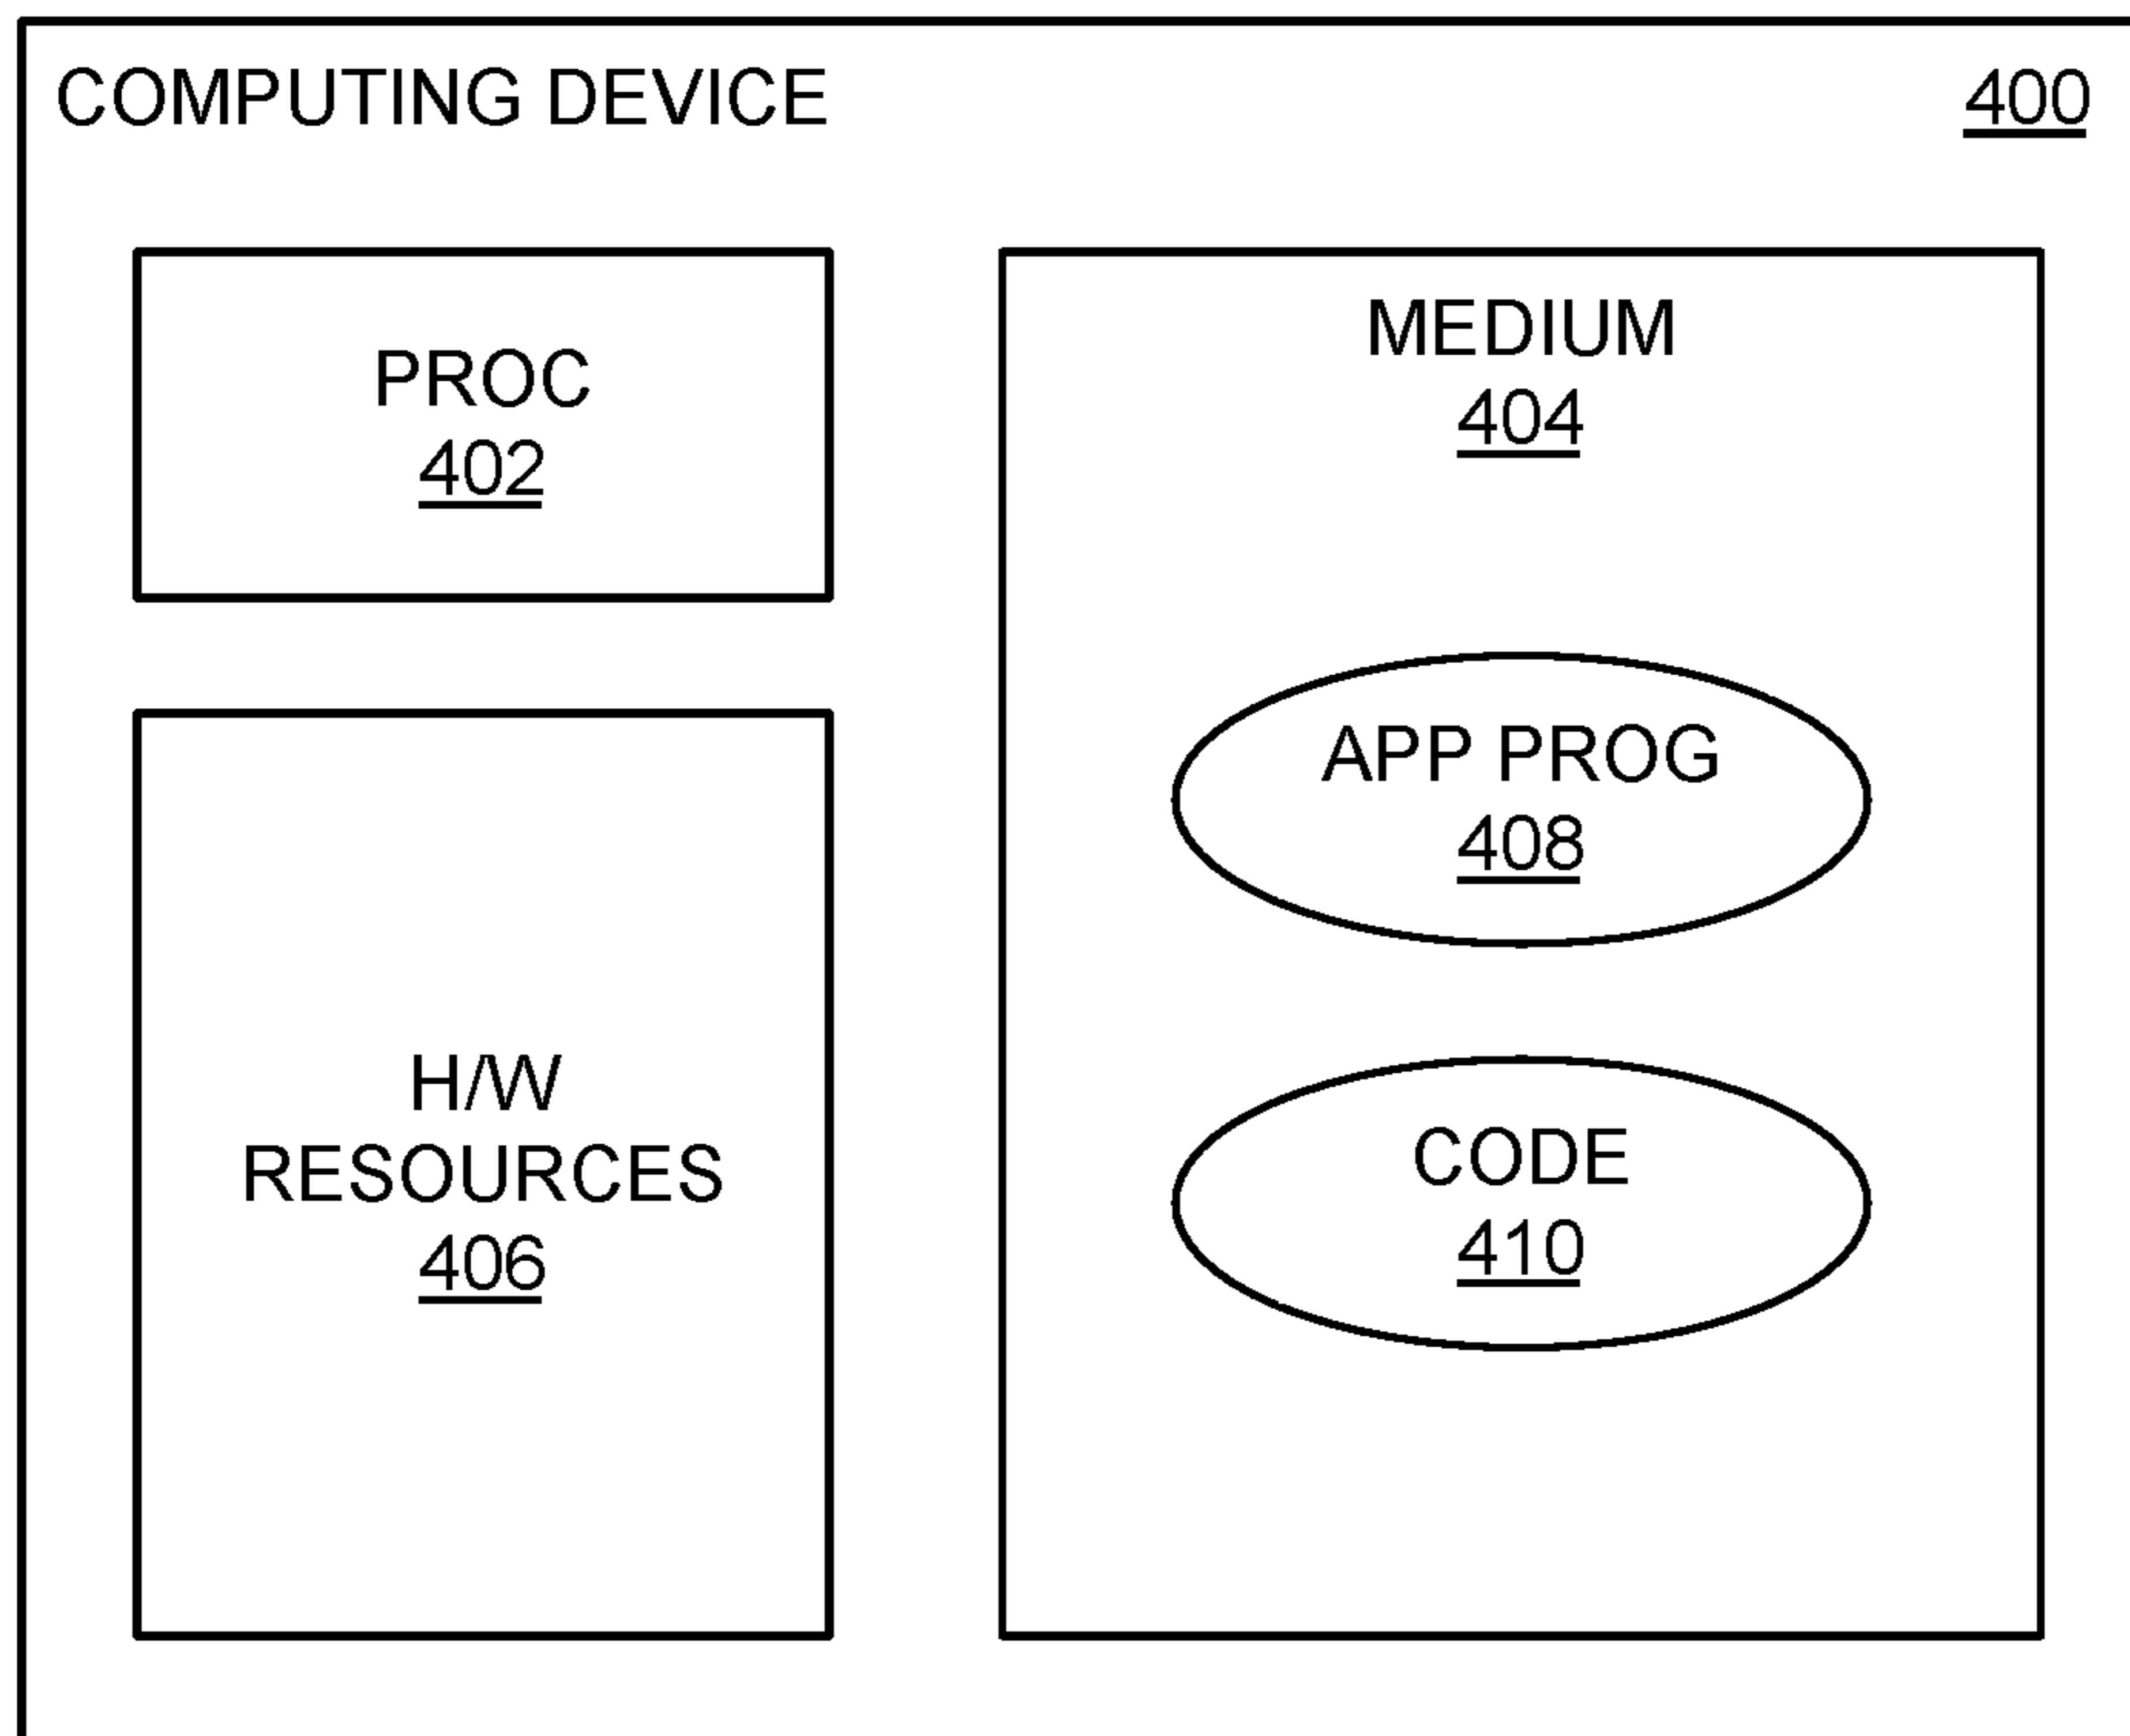 COMPUTING DEVICE
400
PROC
402
MEDIUM
404
APP PROG
408
H/W
RESOURCES
406
CODE
410